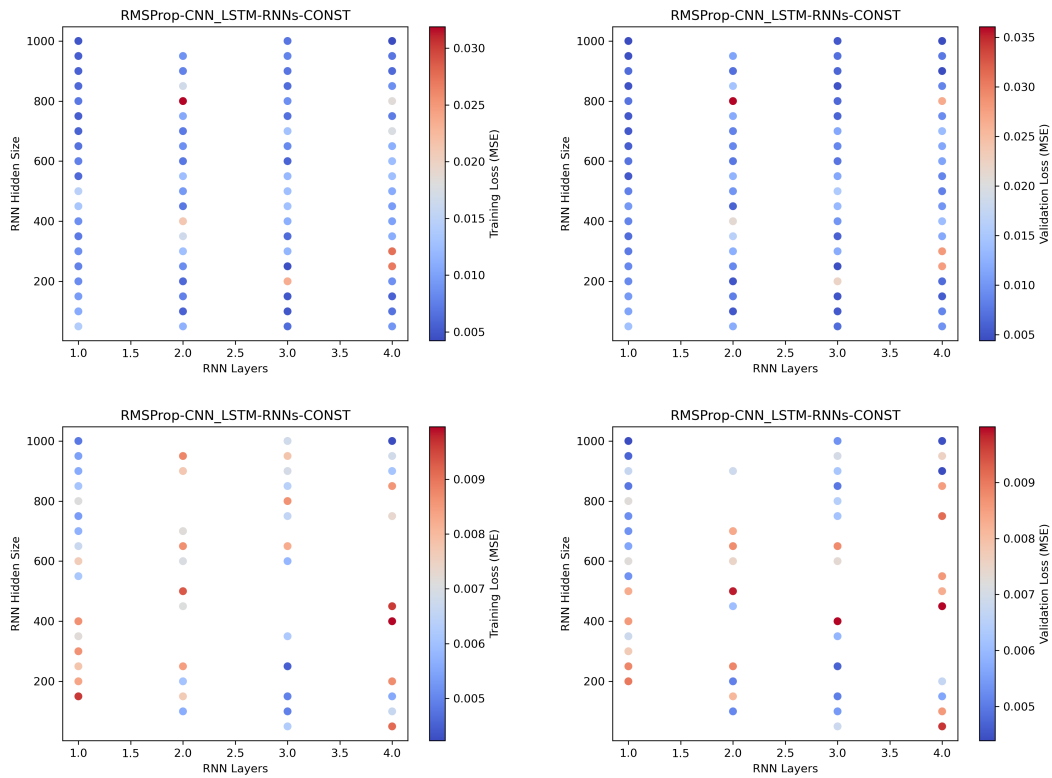 RMSProp-CNN_LSTM-RNNs-CONST
RNN Hidden Size
1000
800
600
400
200
1.0 1.5 2.0 2.5 3.0 3.5 4.0
RNN Layers
0.030
0.025
0.020
0.015
0.010
0.005
Training Loss (MSE)
RMSProp-CNN_LSTM-RNNs-CONST
RNN Hidden Size
1000
800
600
400
200
1.0 1.5 2.0 2.5 3.0 3.5 4.0
RNN Layers
0.035
0.030
0.025
0.020
0.015
0.010
0.005
Validation Loss (MSE)
RMSProp-CNN_LSTM-RNNs-CONST
RNN Hidden Size
1000
800
600
400
200
1.0 1.5 2.0 2.5 3.0 3.5 4.0
RNN Layers
0.009
0.008
0.007
0.006
0.005
Training Loss (MSE)
RMSProp-CNN_LSTM-RNNs-CONST
RNN Hidden Size
1000
800
600
400
200
1.0 1.5 2.0 2.5 3.0 3.5 4.0
RNN Layers
0.009
0.008
0.007
0.006
0.005
Validation Loss (MSE)